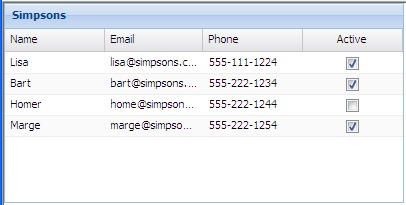 Simpsons
Name Email Phone Active
Lisa lisa@simpsons.c... 555-111-1224
Bart bart@simpsons... 555-222-1234
Homer home@simpson... 555-222-1244
Marge marge@simpso... 555-222-1254